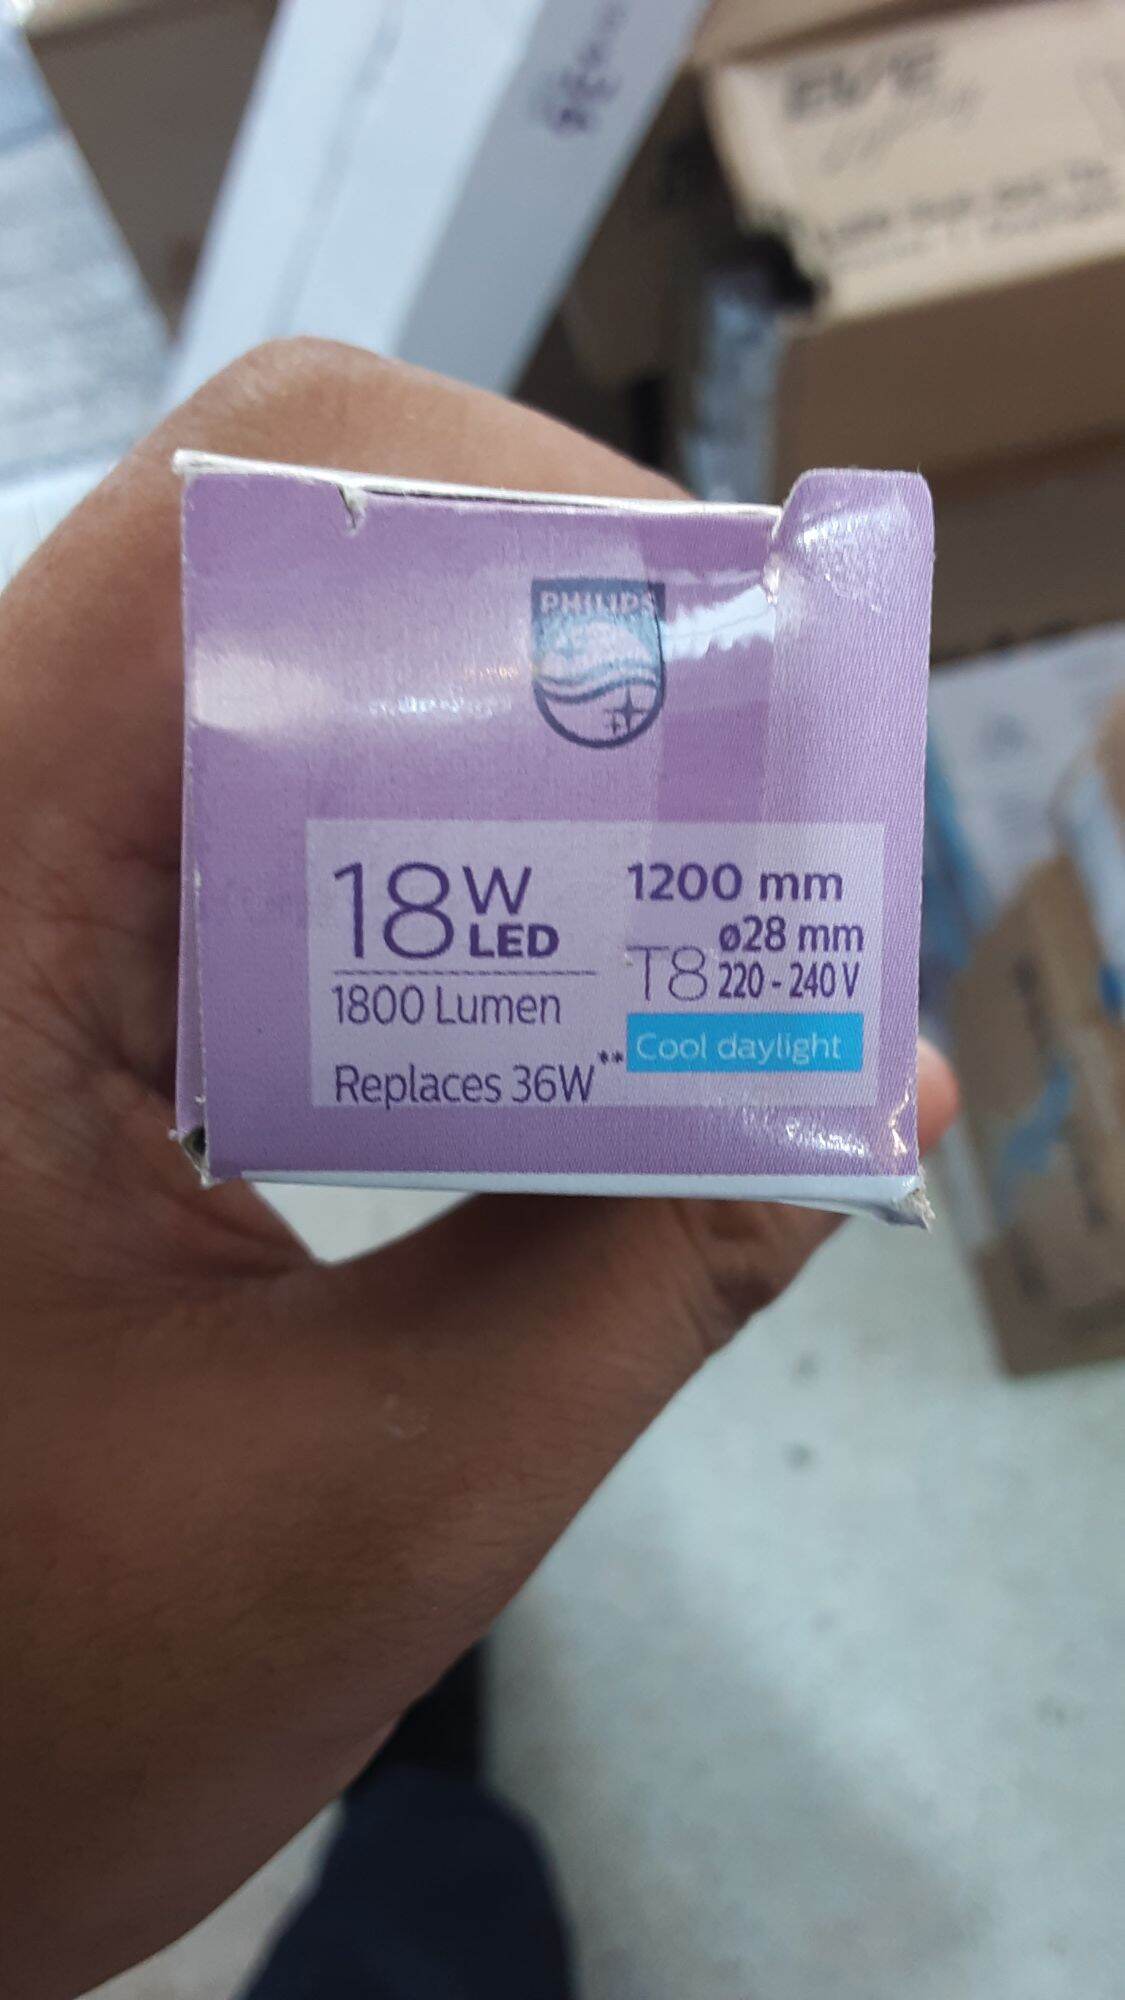 PHILIPS
18W
LED
1800 Lumen
Replaces 36W**
1200 mm
ø28 mm
T8 220 - 240 V
Cool daylight